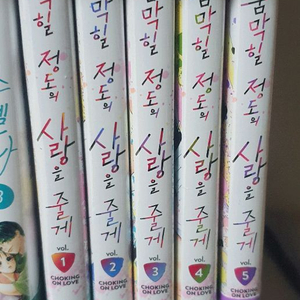 막힐 정도의 사랑을 줄게
vol.
1
CHOKING
ON LOVE
막힐 정도의 사랑을 줄게
vol.
2
CHOKING
ON LOVE
막힐 정도의 사랑을 줄게
vol.
3
CHOKING
ON LOVE
막힐 정도의 사랑을 줄게
vol.
4
CHOKING
ON LOVE
막힐 정도의 사랑을 줄게
vol.
5
CHOKING
ON LOVE